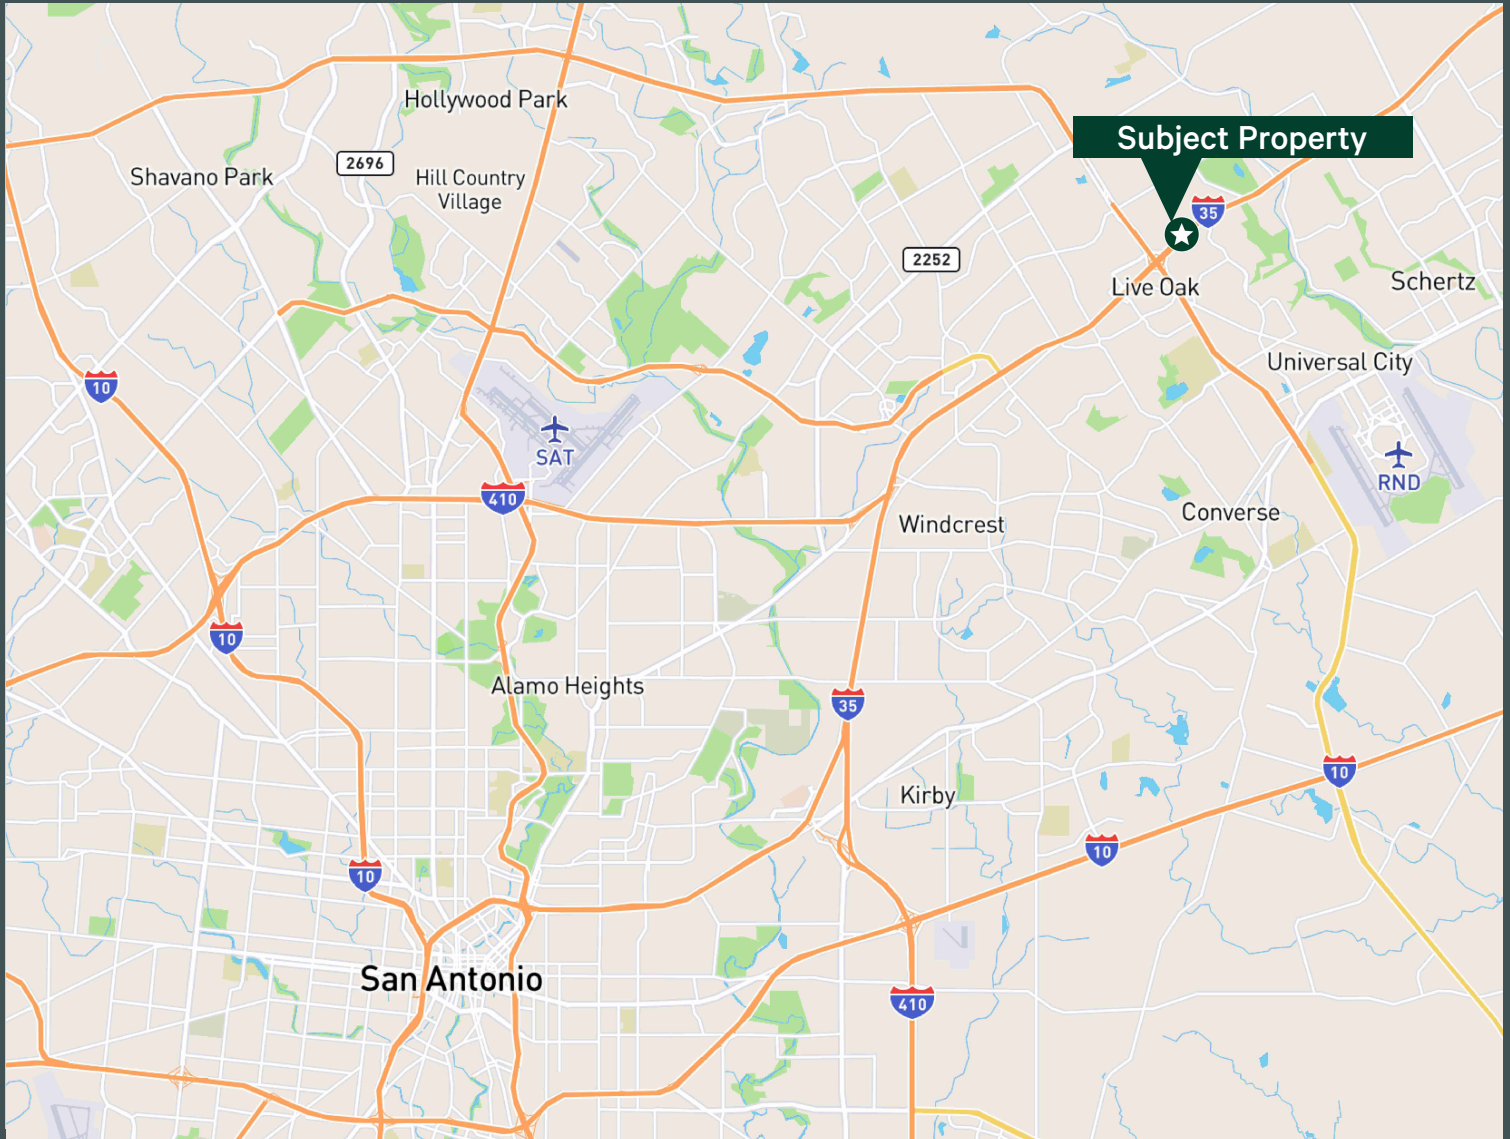 Hollywood Park
Subject Property
2696
Shavano Park
Hill Country
Village
35
2252
Live Oak
Schertz
Universal City
10
SAT
RND
410
Windcrest
Converse
10
Alamo Heights
35
10
Kirby
10
10
San Antonio
410